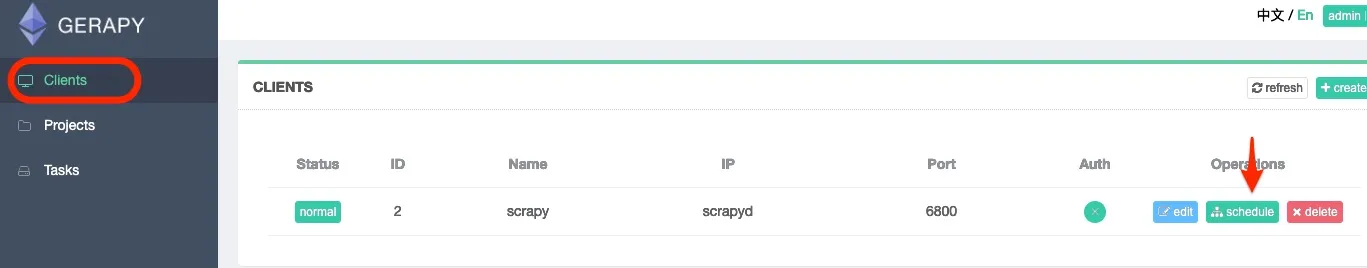 GERAPY
中文 / En
admin
Clients
Projects
Tasks
CLIENTS
refresh
create
Status ID Name IP Port Auth Operations
normal 2 scrapy scrapyd 6800 edit schedule delete